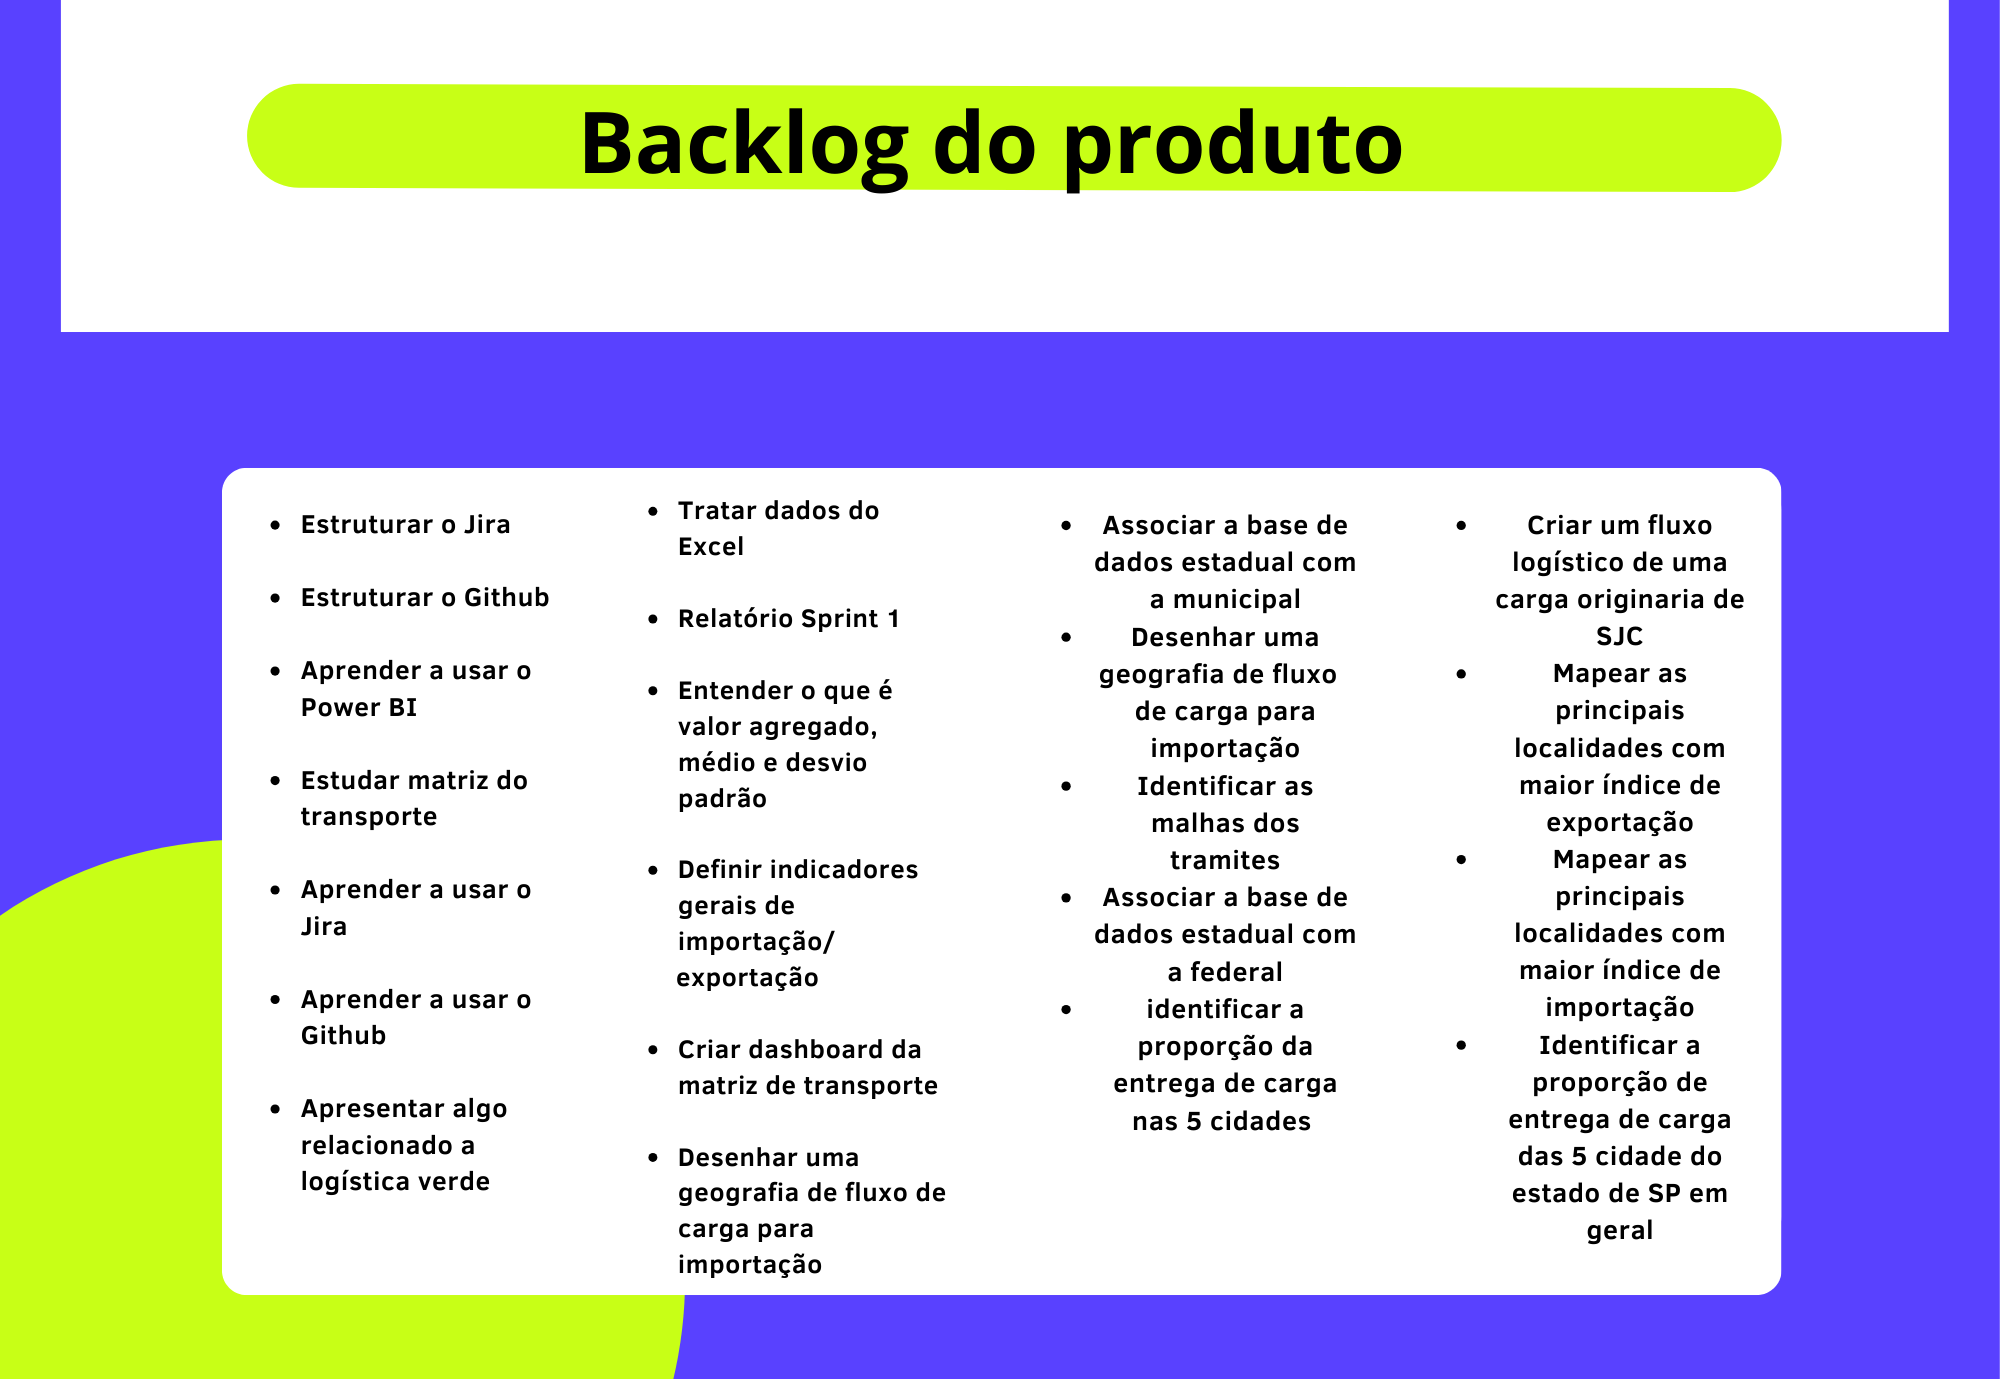 Backlog do produto
• Estruturar o Jira
• Estruturar o Github
• Aprender a usar o
Power BI
• Estudar matriz do
transporte
• Aprender a usar o
Jira
• Aprender a usar o
Github
• Apresentar algo
relacionado a
logística verde
• Tratar dados do
Excel
• Relatório Sprint 1
• Entender o que é
valor agregado,
médio e desvio
padrão
• Definir indicadores
gerais de
importação/
exportação
• Criar dashboard da
matriz de transporte
• Desenhar uma
geografia de fluxo de
carga para
importação
• Associar a base de
dados estadual com
a municipal
• Desenhar uma
geografia de fluxo
de carga para
importação
• Identificar as
malhas dos
tramites
• Associar a base de
dados estadual com
a federal
• identificar a
proporção da
entrega de carga
nas 5 cidades
• Criar um fluxo
logístico de uma
carga originaria de
SJC
• Mapear as
principais
localidades com
maior índice de
exportação
• Mapear as
principais
localidades com
maior índice de
importação
• Identificar a
proporção de
entrega de carga
das 5 cidade do
estado de SP em
geral